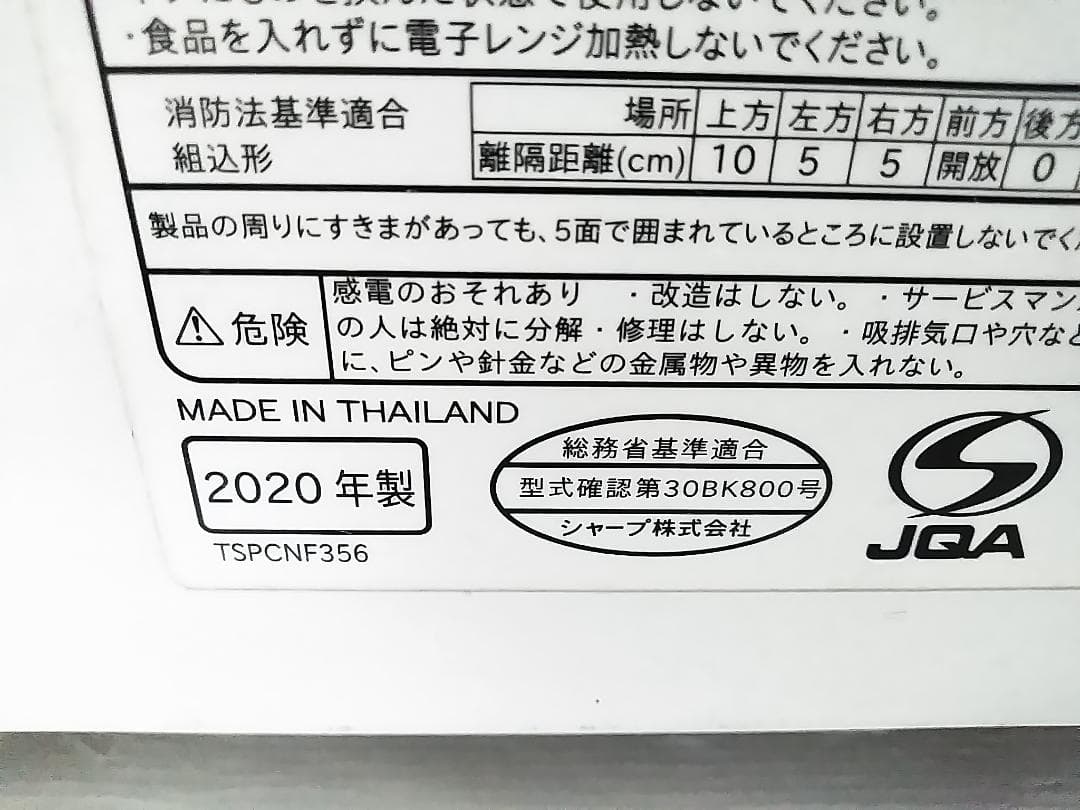 ・食品を入れずに電子レンジ加熱しないでください。
消防法基準適合
組込形
場所 上方 左方 右方 前方 後方
離隔距離(cm) 10 5 5 開放 0
製品の周りにすきまがあっても、5面で囲まれているところに設置しないでく
危険
感電のおそれあり ・改造はしない。・サービスマン
の人は絶対に分解・修理はしない。・吸排気口や穴など
に、ピンや針金などの金属物や異物を入れない。
MADE IN THAILAND
2020 年製
TSPCNF356
総務省基準適合
型式確認第30BK800号
シャープ株式会社
JQA